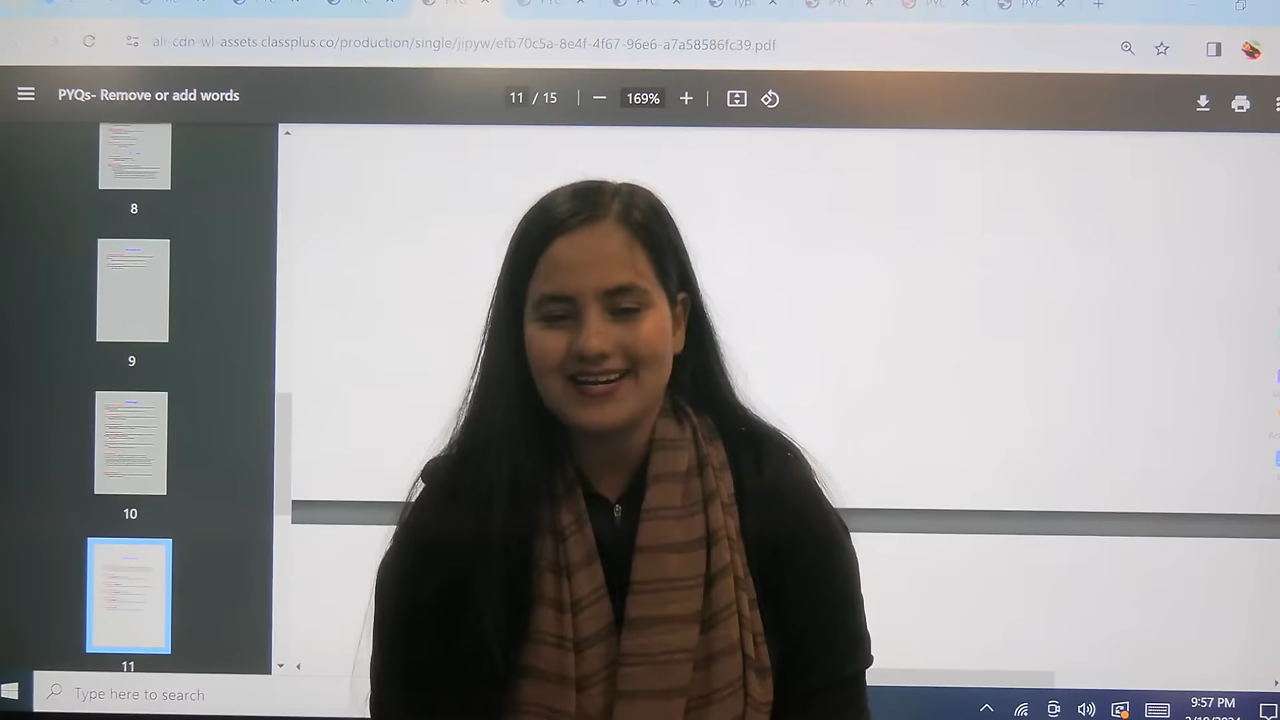 ali-cdn-wl-assets.classplus.co/production/single/jipyw/efb70c5a-8e4f-4f67-96e6-a7a58586fc39.pdf
PYQs- Remove or add words
11 / 15
169%
8
9
10
11
Type here to search
9:57 PM